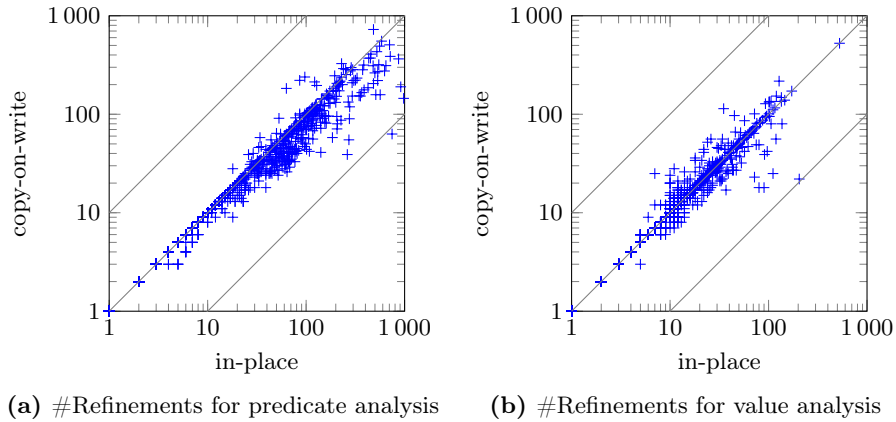 1 000
100
10
1
copy-on-write
1 10 100 1 000
in-place
(a) #Refinements for predicate analysis
1 000
100
10
1
copy-on-write
1 10 100 1 000
in-place
(b) #Refinements for value analysis